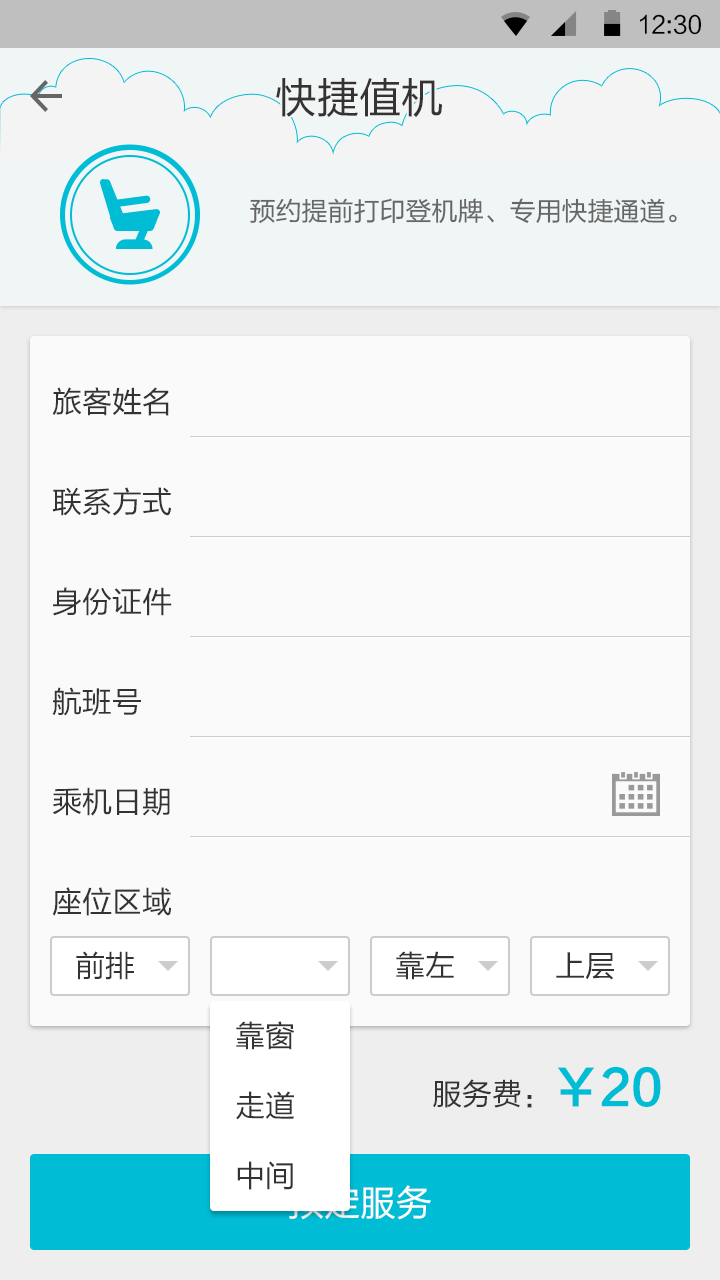 12:30
快捷值机
预约提前打印登机牌、专用快捷通道。
旅客姓名
联系方式
身份证件
航班号
乘机日期
座位区域
前排 靠左 上层
靠窗
走道
中间
服务费：￥20
服务